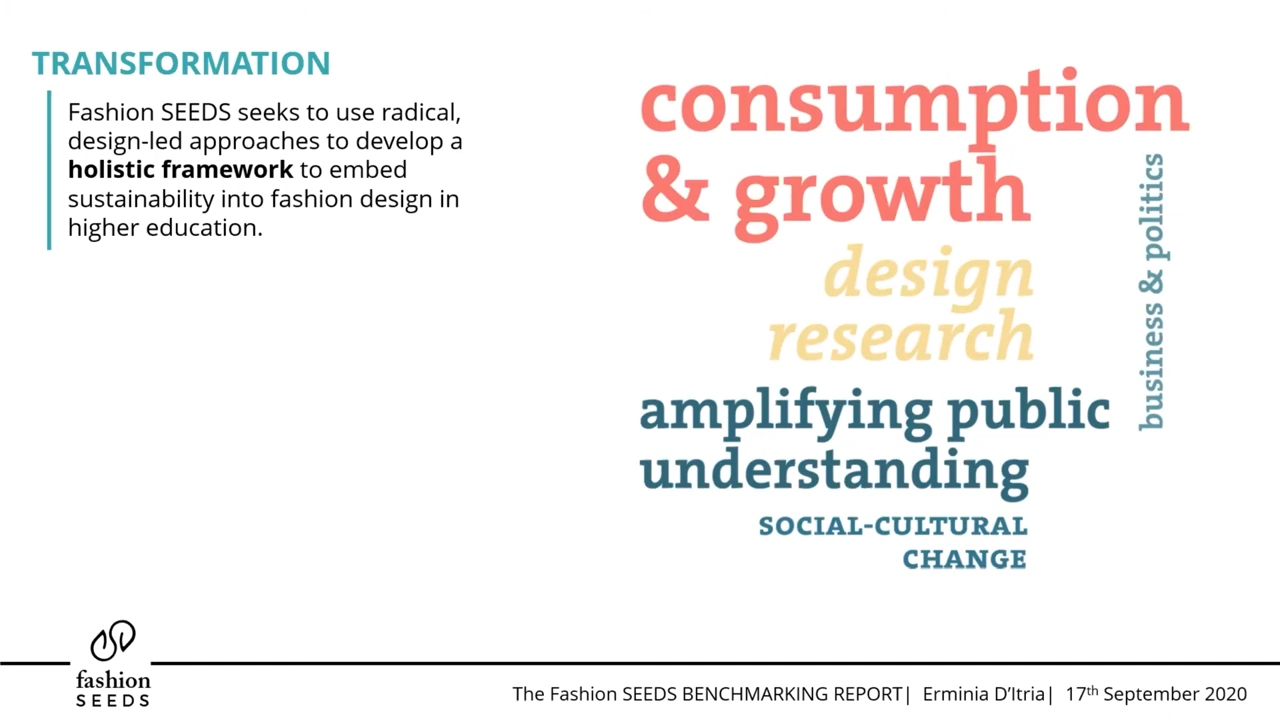 TRANSFORMATION
Fashion SEEDS seeks to use radical,
design-led approaches to develop a
holistic framework to embed
sustainability into fashion design in
higher education.
consumption
& growth
business & politics
design
research
amplifying public
understanding
SOCIAL-CULTURAL
CHANGE
fashion
SEEDS
The Fashion SEEDS BENCHMARKING REPORT| Erminia D’Itria| 17th September 2020